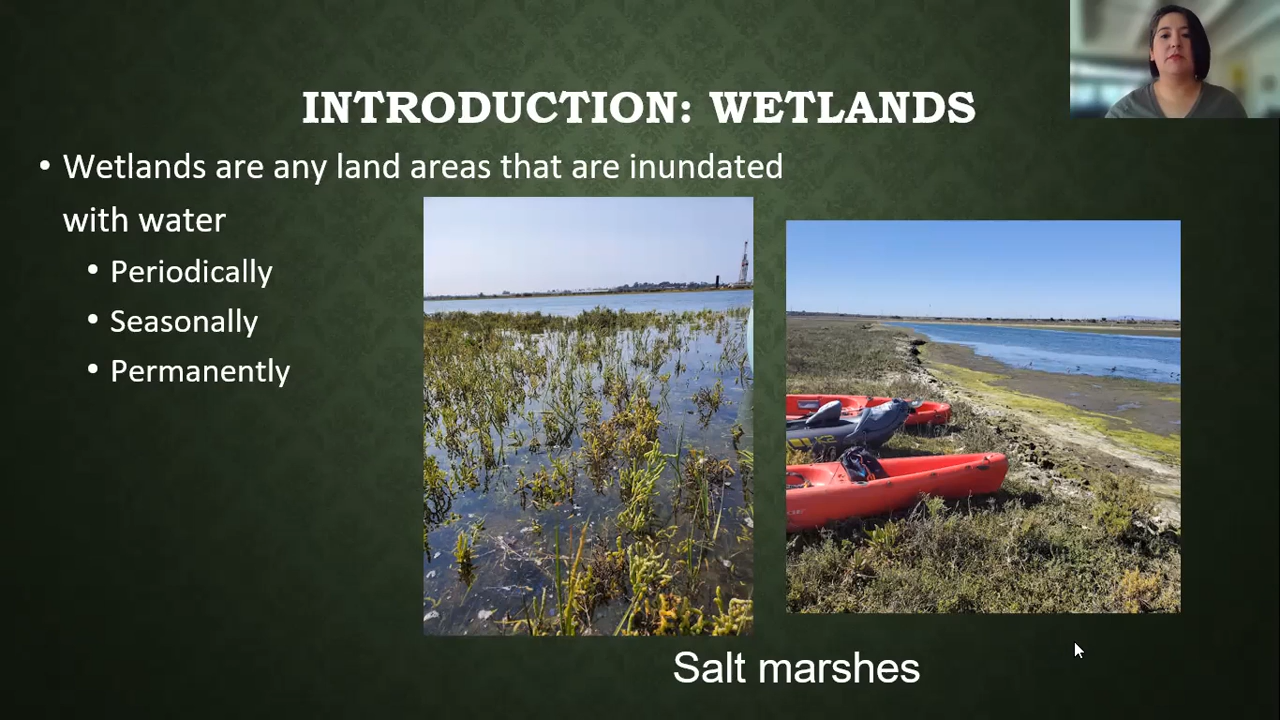 INTRODUCTION: WETLANDS
• Wetlands are any land areas that are inundated
with water
• Periodically
• Seasonally
• Permanently
Salt marshes